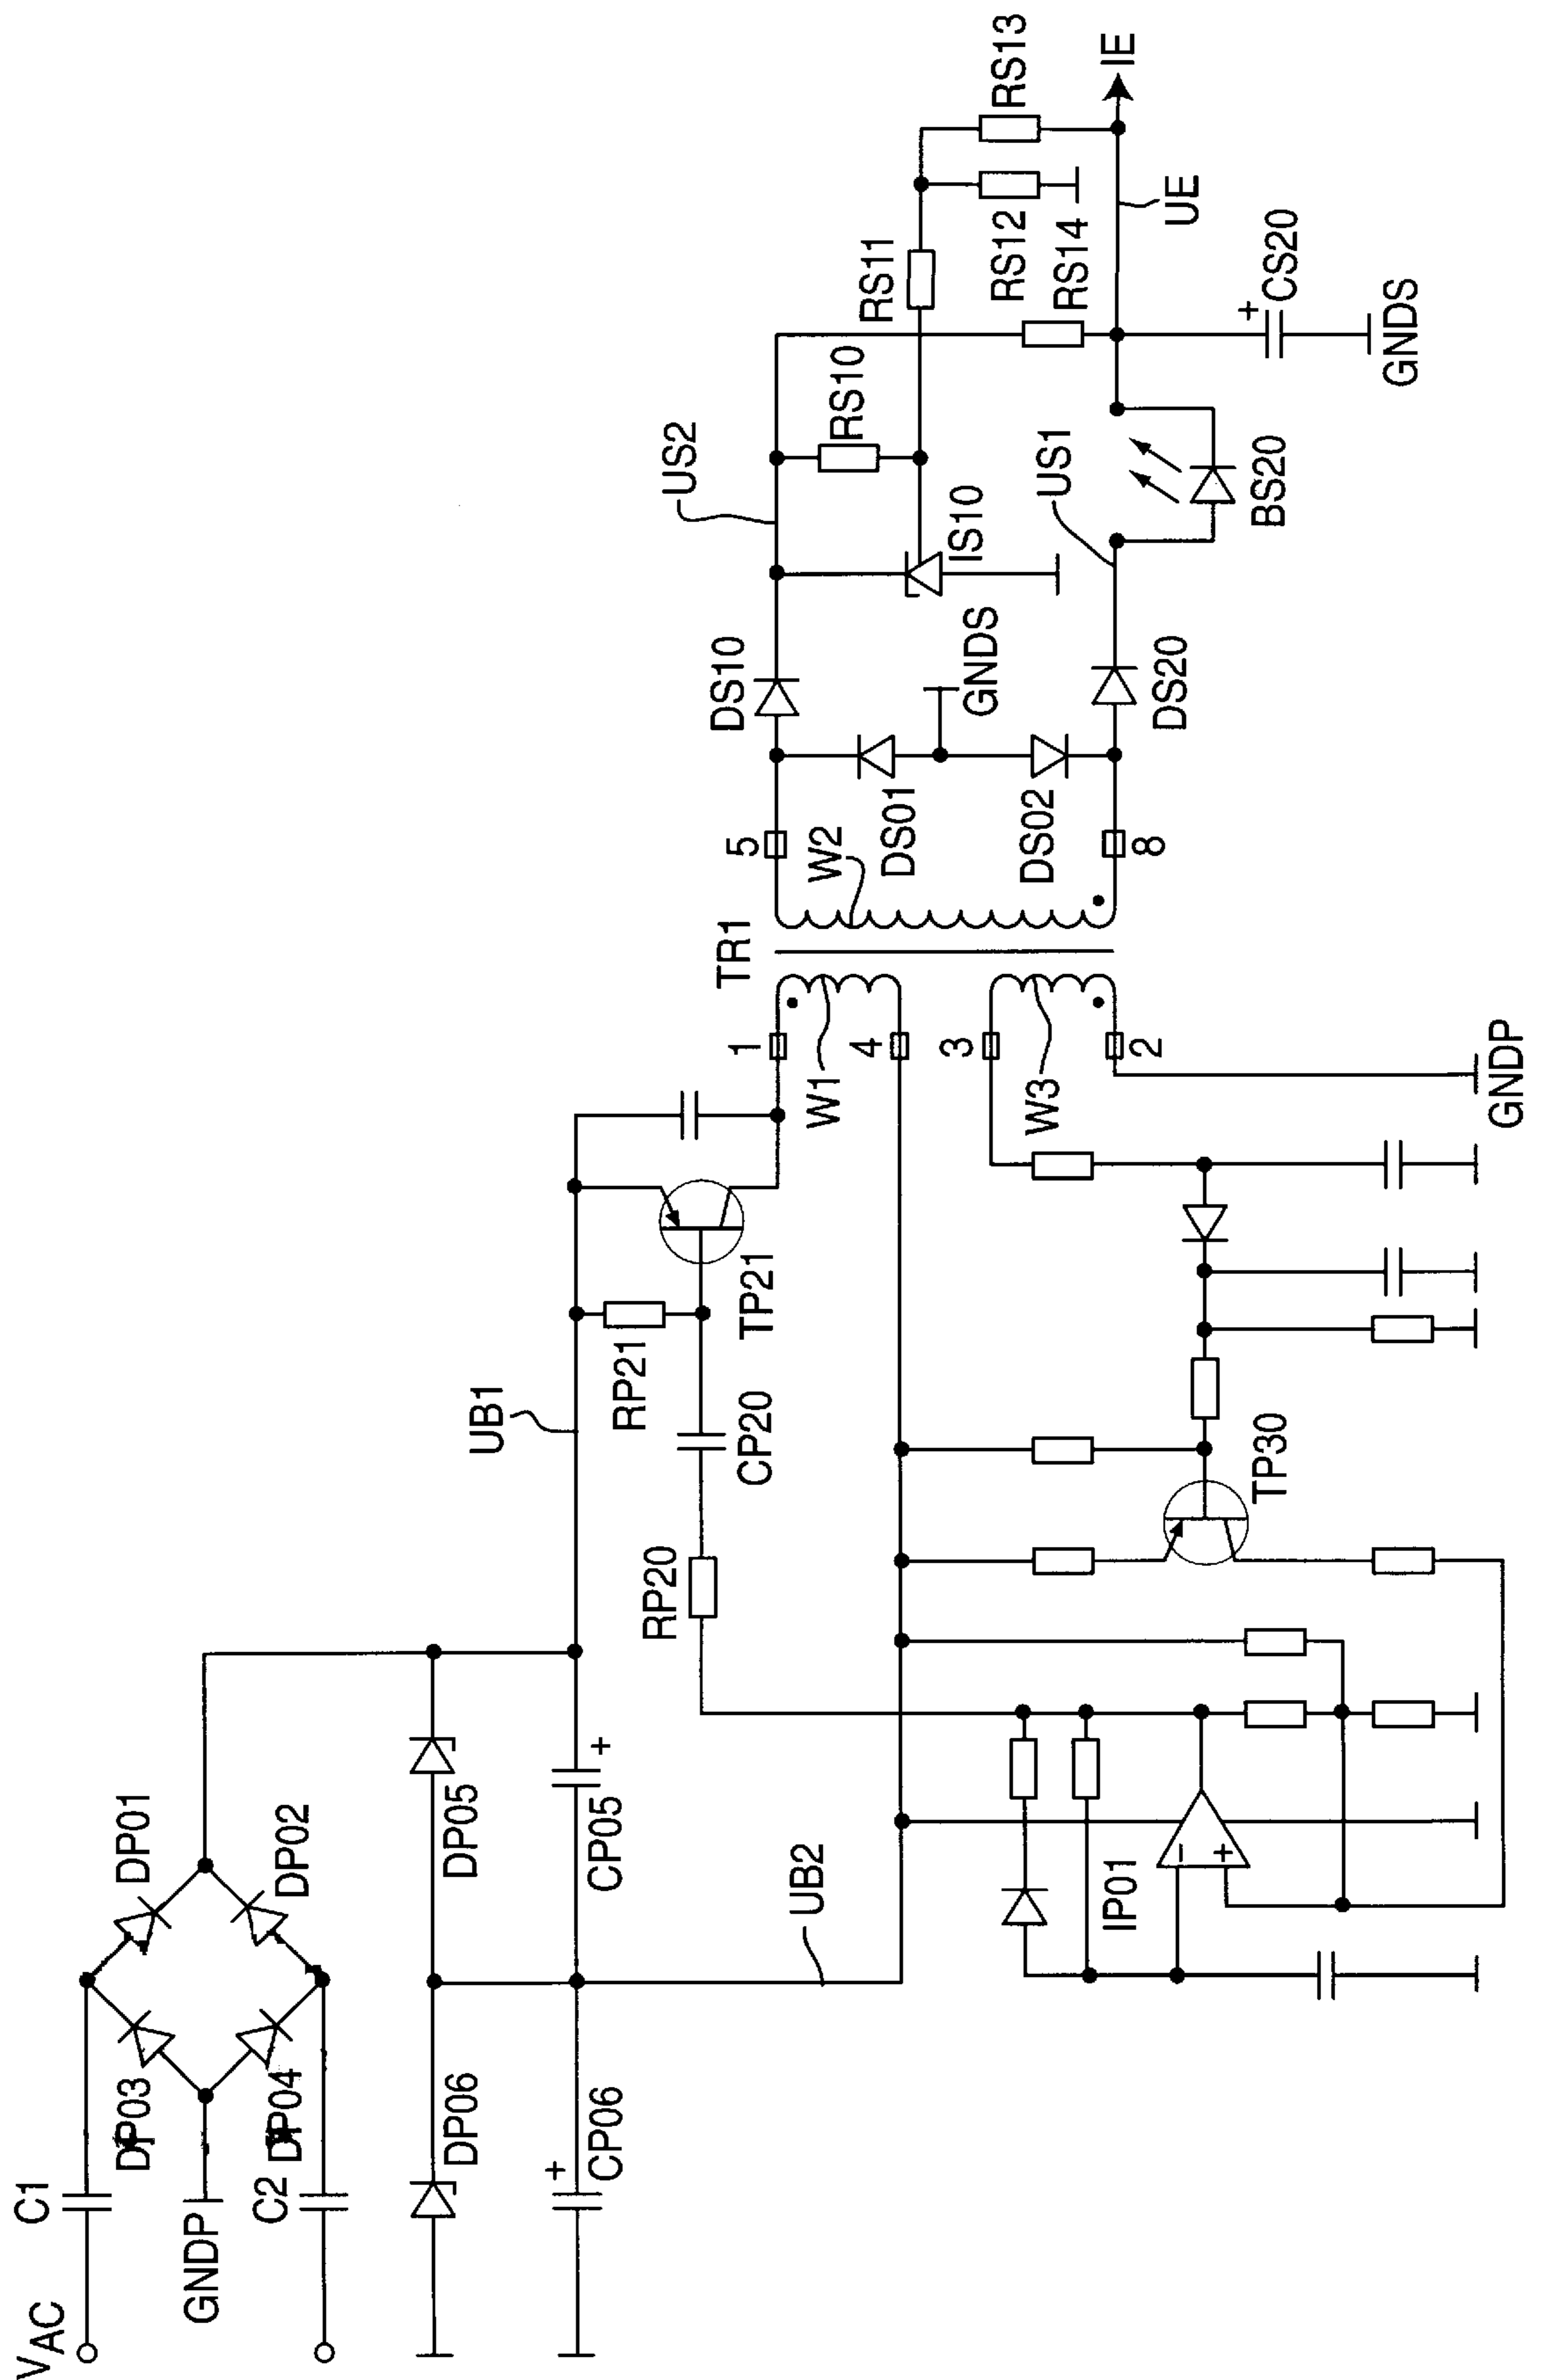 VAC
C1
GNDP
C2
DP03
DP04
DP01
DP02
DP06
CP06
DP05
CP05
UB2
UB1
RP20
CP20
RP21
TP21
IP01
−
+
+
+
TP30
GNDP
TR1
1
4
3
2
W1
W3
W2
5
8
DS01
DS02
DS10
DS20
GNDS
US2
US1
IS10
BS20
RS10
RS11
RS12
RS14
RS13
+
CS20
GNDS
UE
IE